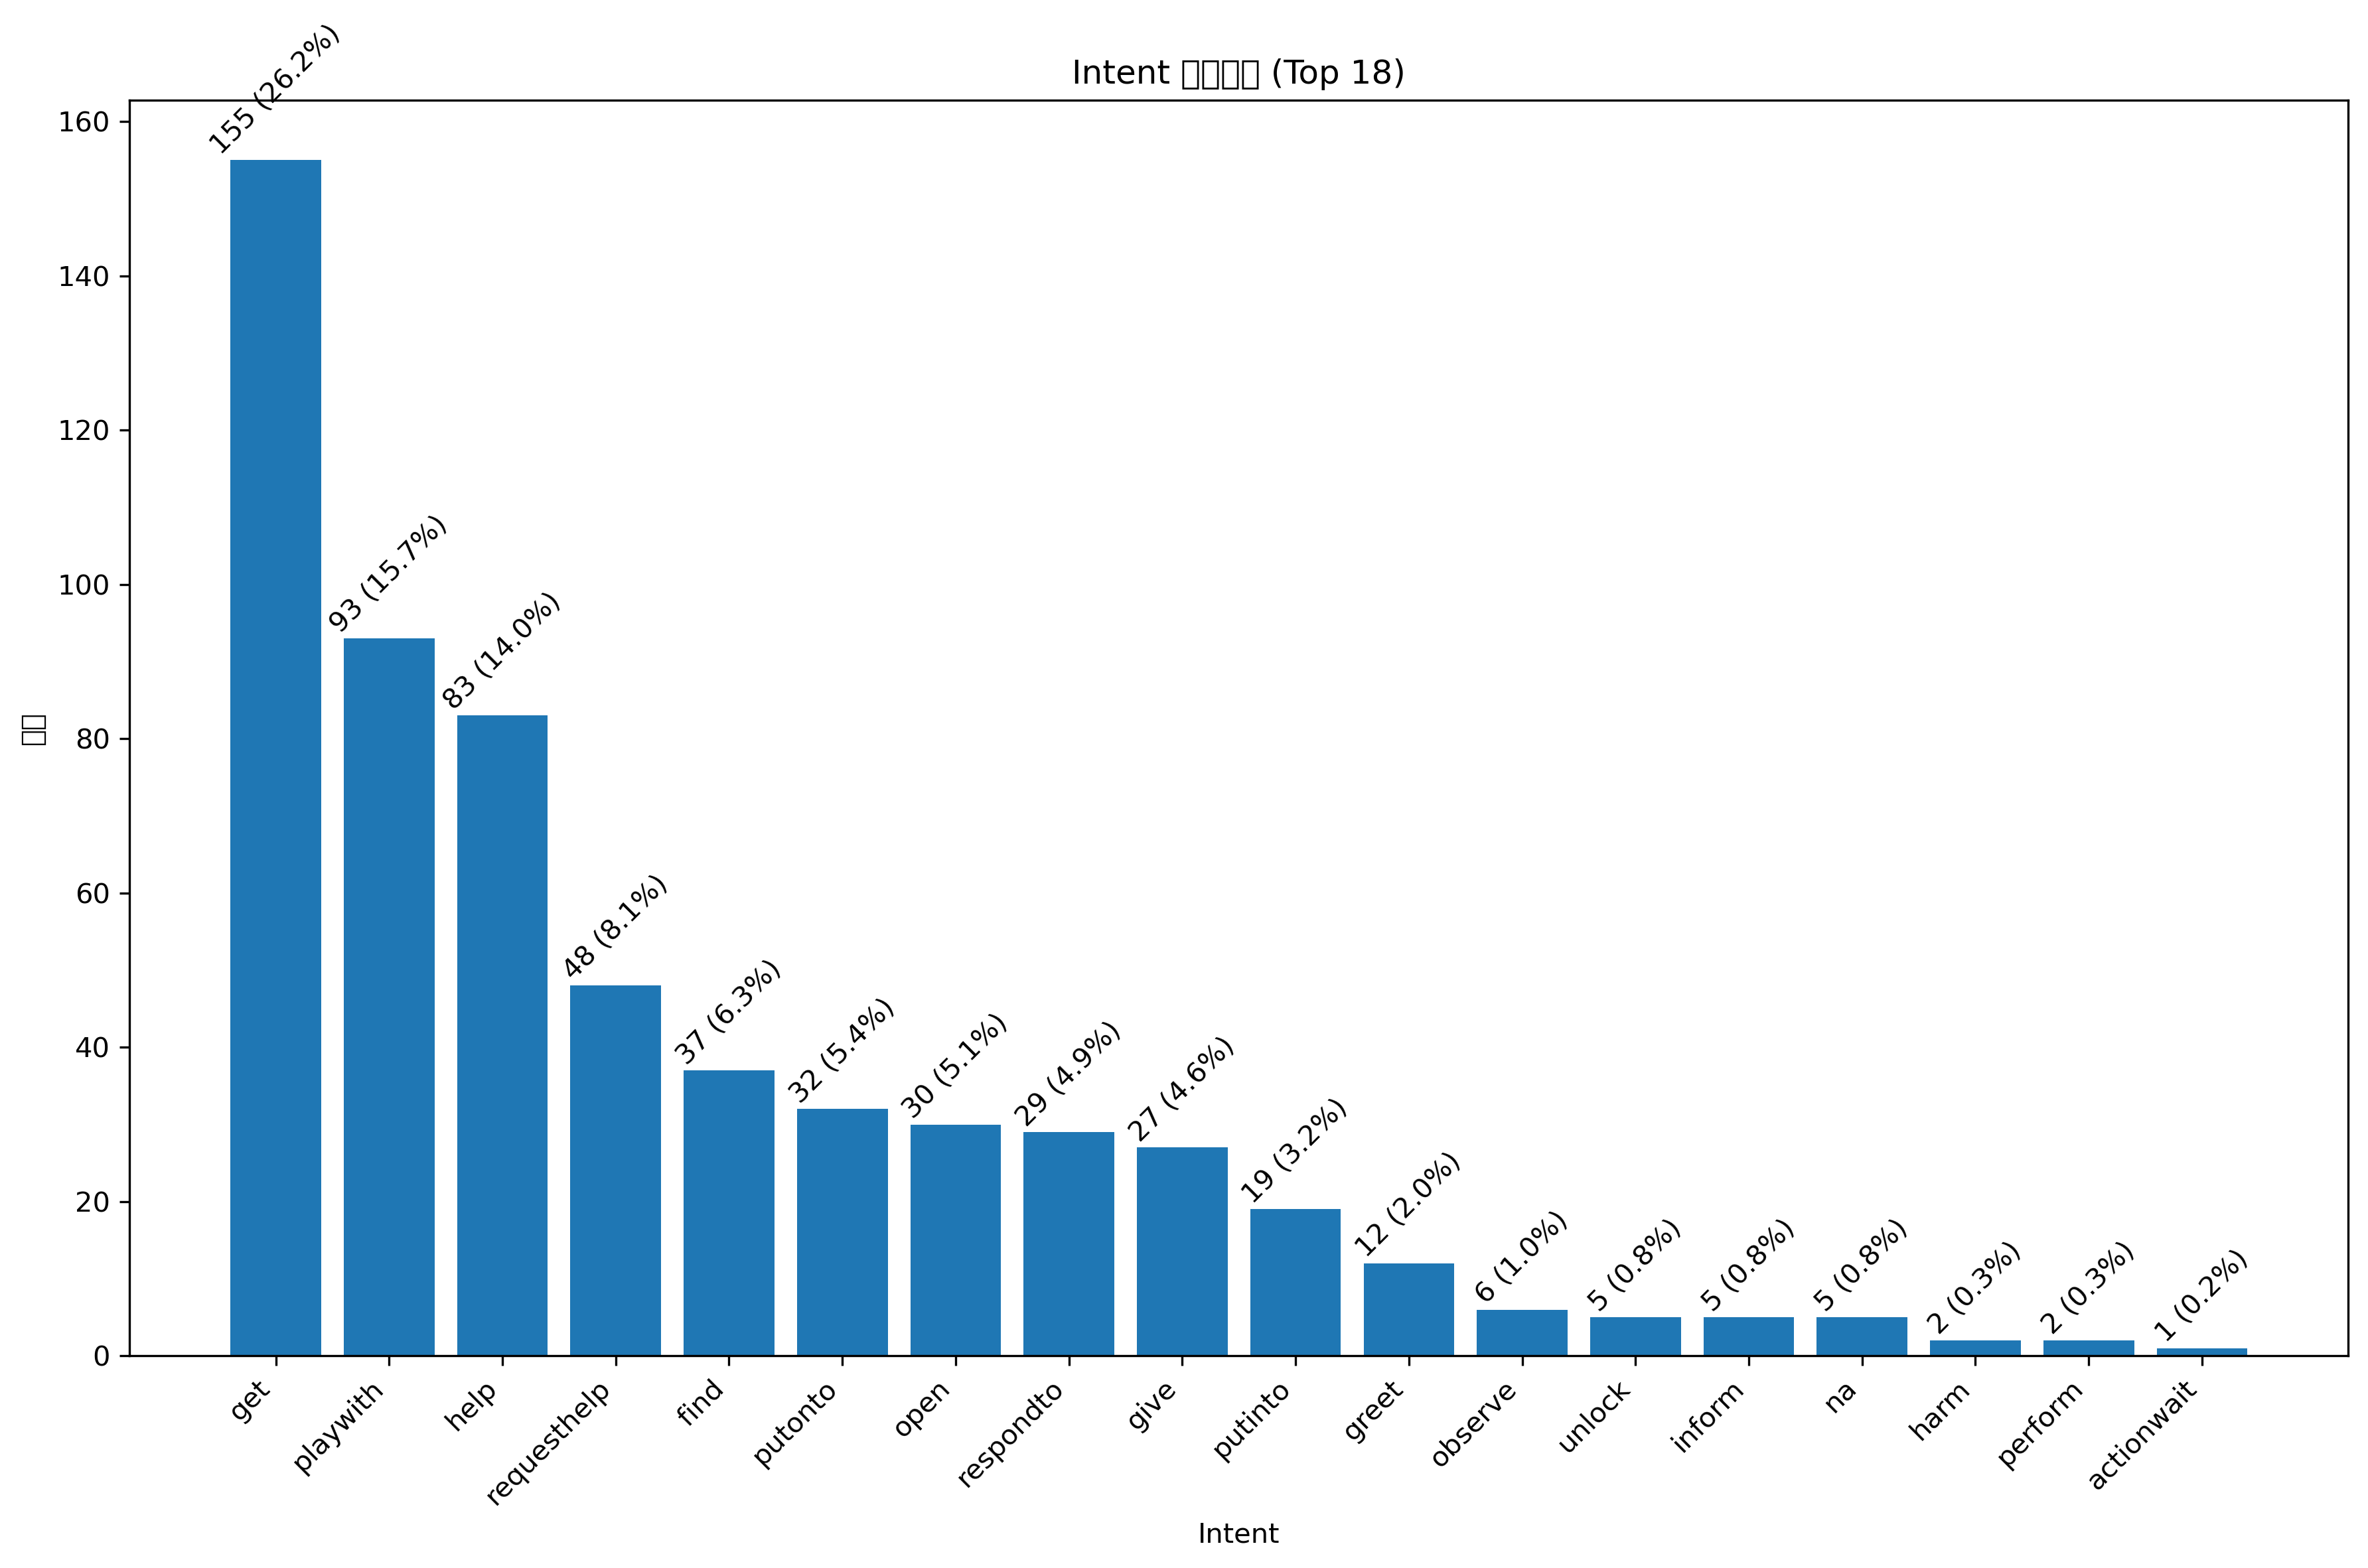 Intent (Top 18)
155 (26.2%)
93 (15.7%)
83 (14.0%)
48 (8.1%)
37 (6.3%)
32 (5.4%)
30 (5.1%)
29 (4.9%)
27 (4.6%)
19 (3.2%)
12 (2.0%)
6 (1.0%)
5 (0.8%)
5 (0.8%)
5 (0.8%)
2 (0.3%)
2 (0.3%)
1 (0.2%)
160
140
120
100
80
60
40
20
0
get
playwith
help
requesthelp
find
putonto
open
respondto
give
putinto
greet
observe
unlock
inform
na
harm
perform
actionwait
Intent